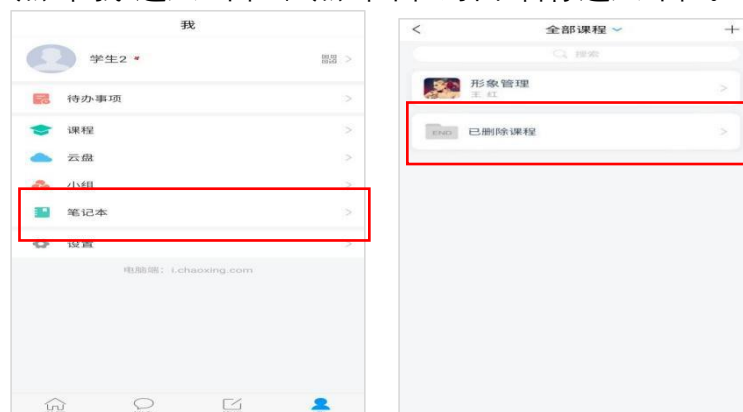 我
学生2
待办事项
课程
云盘
小组
笔记本
设置
电脑端：i.chaoxing.com
全部课程
搜索
形象管理
王 红
END 已删除课程